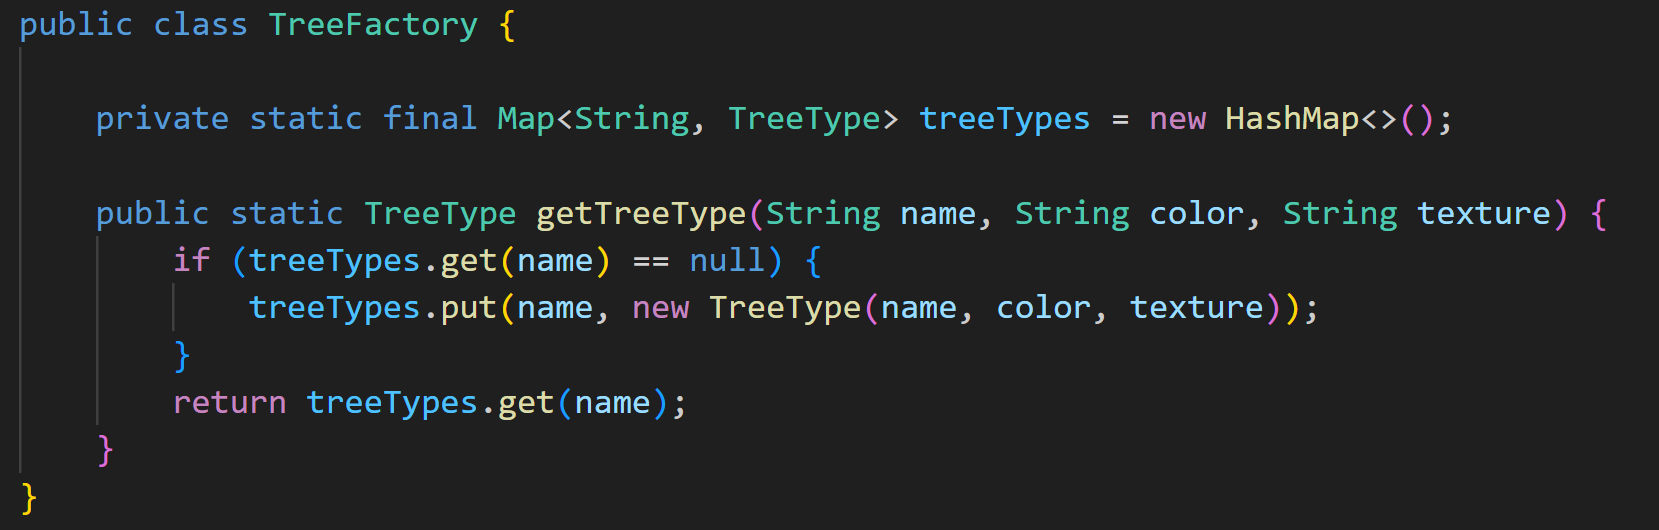 public class TreeFactory {
private static final Map<String, TreeType> treeTypes = new HashMap<>();
public static TreeType getTreeType(String name, String color, String texture) {
if (treeTypes.get(name) == null) {
treeTypes.put(name, new TreeType(name, color, texture));
}
return treeTypes.get(name);
}
}